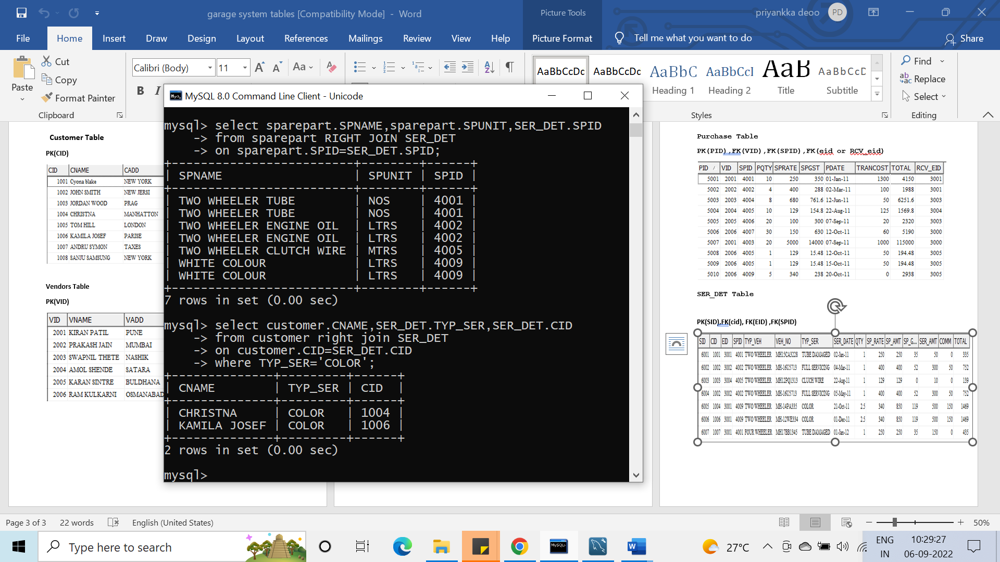 garage system tables [Compatibility Mode] - Word
Picture Tools
priyankka deoo
PD
File
Home
Insert
Draw
Design
Layout
References
Mailings
Review
View
Help
Picture Format
Tell me what you want to do
Share
Paste
Cut
Copy
Format Painter
Clipboard
Calibri (Body)
11
B I
AaBbCcDc
AaBbCcDc
AaBbC
Heading 1
AaBbCcI
Heading 2
AaB
Title
AaBbCcD
Subtitle
Styles
Find
Replace
Select
Editing
Customer Table
PK(CID)
CID CNAME CADD
1001 Cyona blake NEW YORK
1002 JOHN SMITH NEW JERSI
1003 JORDAN WOOD PRAG
1004 CHRISTNA MANHATTON
1005 TOM HILL LONDON
1006 KAMILA JOSEF PARISE
1007 ANDRU SYMON TAXES
1008 SANJU SAMSUNG NEW YORK
Vendors Table
PK(VID)
VID VNAME VADD
2001 KIRAN PATIL PUNE
2002 PRAKASH JAIN MUMBAI
2003 SWAPNIL THETE NASHIK
2004 AMOL SHENDE SATARA
2005 KARAN SINTRE BULDHANA
2006 RAM KULKARNI OSMANABAD
MySQL 8.0 Command Line Client - Unicode
mysql> select sparepart.SPNAME,sparepart.SPUNIT,SER_DET.SPID
-> from sparepart RIGHT JOIN SER_DET
-> on sparepart.SPID=SER_DET.SPID;
+-------------------------+--------+------+
| SPNAME | SPUNIT | SPID |
+-------------------------+--------+------+
| TWO WHEELER TUBE | NOS | 4001 |
| TWO WHEELER TUBE | NOS | 4001 |
| TWO WHEELER ENGINE OIL | LTRS | 4002 |
| TWO WHEELER ENGINE OIL | LTRS | 4002 |
| TWO WHEELER CLUTCH WIRE | MTRS | 4005 |
| WHITE COLOUR | LTRS | 4009 |
| WHITE COLOUR | LTRS | 4009 |
+-------------------------+--------+------+
7 rows in set (0.00 sec)
mysql> select customer.CNAME,SER_DET.TYP_SER,SER_DET.CID
-> from customer right join SER_DET
-> on customer.CID=SER_DET.CID
-> where TYP_SER='COLOR';
+--------------+---------+------+
| CNAME | TYP_SER | CID |
+--------------+---------+------+
| CHRISTNA | COLOR | 1004 |
| KAMILA JOSEF | COLOR | 1006 |
+--------------+---------+------+
2 rows in set (0.00 sec)
mysql>
Purchase Table
PK(PID),FK(VID),FK(SPID),FK(eid or RCV_eid)
PID VID SPID PQTY SPRATE SPGST PDATE TRANCOST TOTAL RCV_EID
5001 2001 4001 10 250 350 01-Jan-11 1300 4150 3001
5002 2002 4002 4 400 288 02-Mar-11 100 1988 3001
5003 2003 4004 8 680 761.6 12-Jun-11 50 6251.6 3003
5004 2004 4005 10 129 154.8 22-Aug-11 125 1569.8 3004
5005 2005 4006 20 100 300 07-Sep-11 20 2320 3003
5006 2006 4007 30 150 630 12-Oct-11 60 5190 3000
5007 2001 4003 20 5000 14000 07-Sep-11 1000 115000 3000
5008 2006 4005 1 129 15.48 12-Oct-11 50 194.48 3005
5009 2006 4005 1 129 15.48 15-Oct-11 50 194.48 3005
5010 2006 4009 5 340 238 20-Oct-11 0 2938 3005
SER_DET Table
PK(SID),FK(cid), FK(EID) ,FK(SPID)
SID CID EID SPID TYP_VEH VEH_NO TYP_SER SER_DATE QTY SP_RATE SP_AMT SP_G... SER_AMT COMM TOTAL
6001 1001 3001 4001 TWO WHEELER MH15CA3228 TUBE DAMAGED 02-Jan-11 1 250 250 35 50 0 335
6002 1002 3002 4002 TWO WHEELER MH-16U5713 FULL SERVICING 04-Mar-11 1 400 400 52 300 50 752
6003 1003 3004 4005 TWO WHEELER MH12PQ1313 CLUCH WIRE 22-Aug-11 1 129 129 0 10 0 139
6004 1002 3002 4002 TWO WHEELER MH-16U5713 FULL SERVICING 05-May-11 1 400 400 52 300 50 752
6005 1004 3001 4009 TWO WHEELER MH-14PA335 COLOR 21-Oct-11 2.5 340 850 119 500 150 1469
6006 1006 3001 4009 TWO WHEELER MH-12WE334 COLOR 01-Dec-11 2.5 340 850 119 500 150 1469
6007 1007 3001 4001 FOUR WHEELER MH17BB1345 TUBE DAMAGED 01-Jan-12 1 250 250 35 150 0 435
Page 3 of 3
22 words
English (United States)
50%
Type here to search
27°C
ENG
IN
10:29:27
06-09-2022